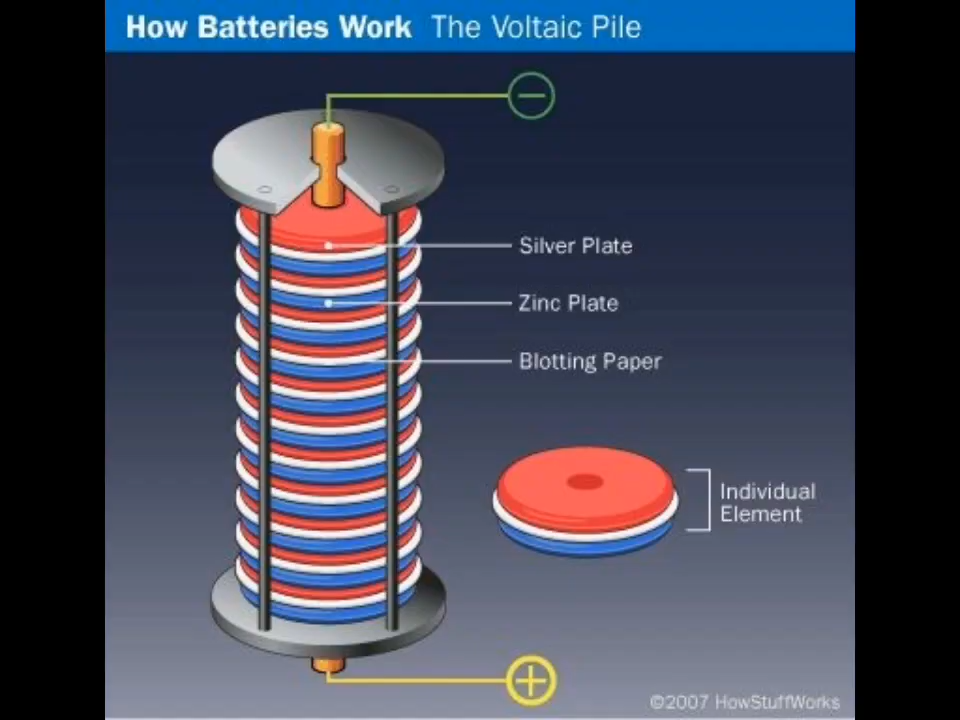 How Batteries Work The Voltaic Pile
−
Silver Plate
Zinc Plate
Blotting Paper
Individual
Element
+
©2007 HowStuffWorks